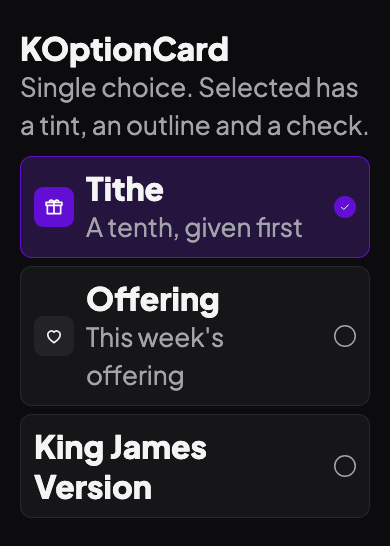 KOptionCard
Single choice. Selected has
a tint, an outline and a check.
Tithe
A tenth, given first
Offering
This week's
offering
King James
Version